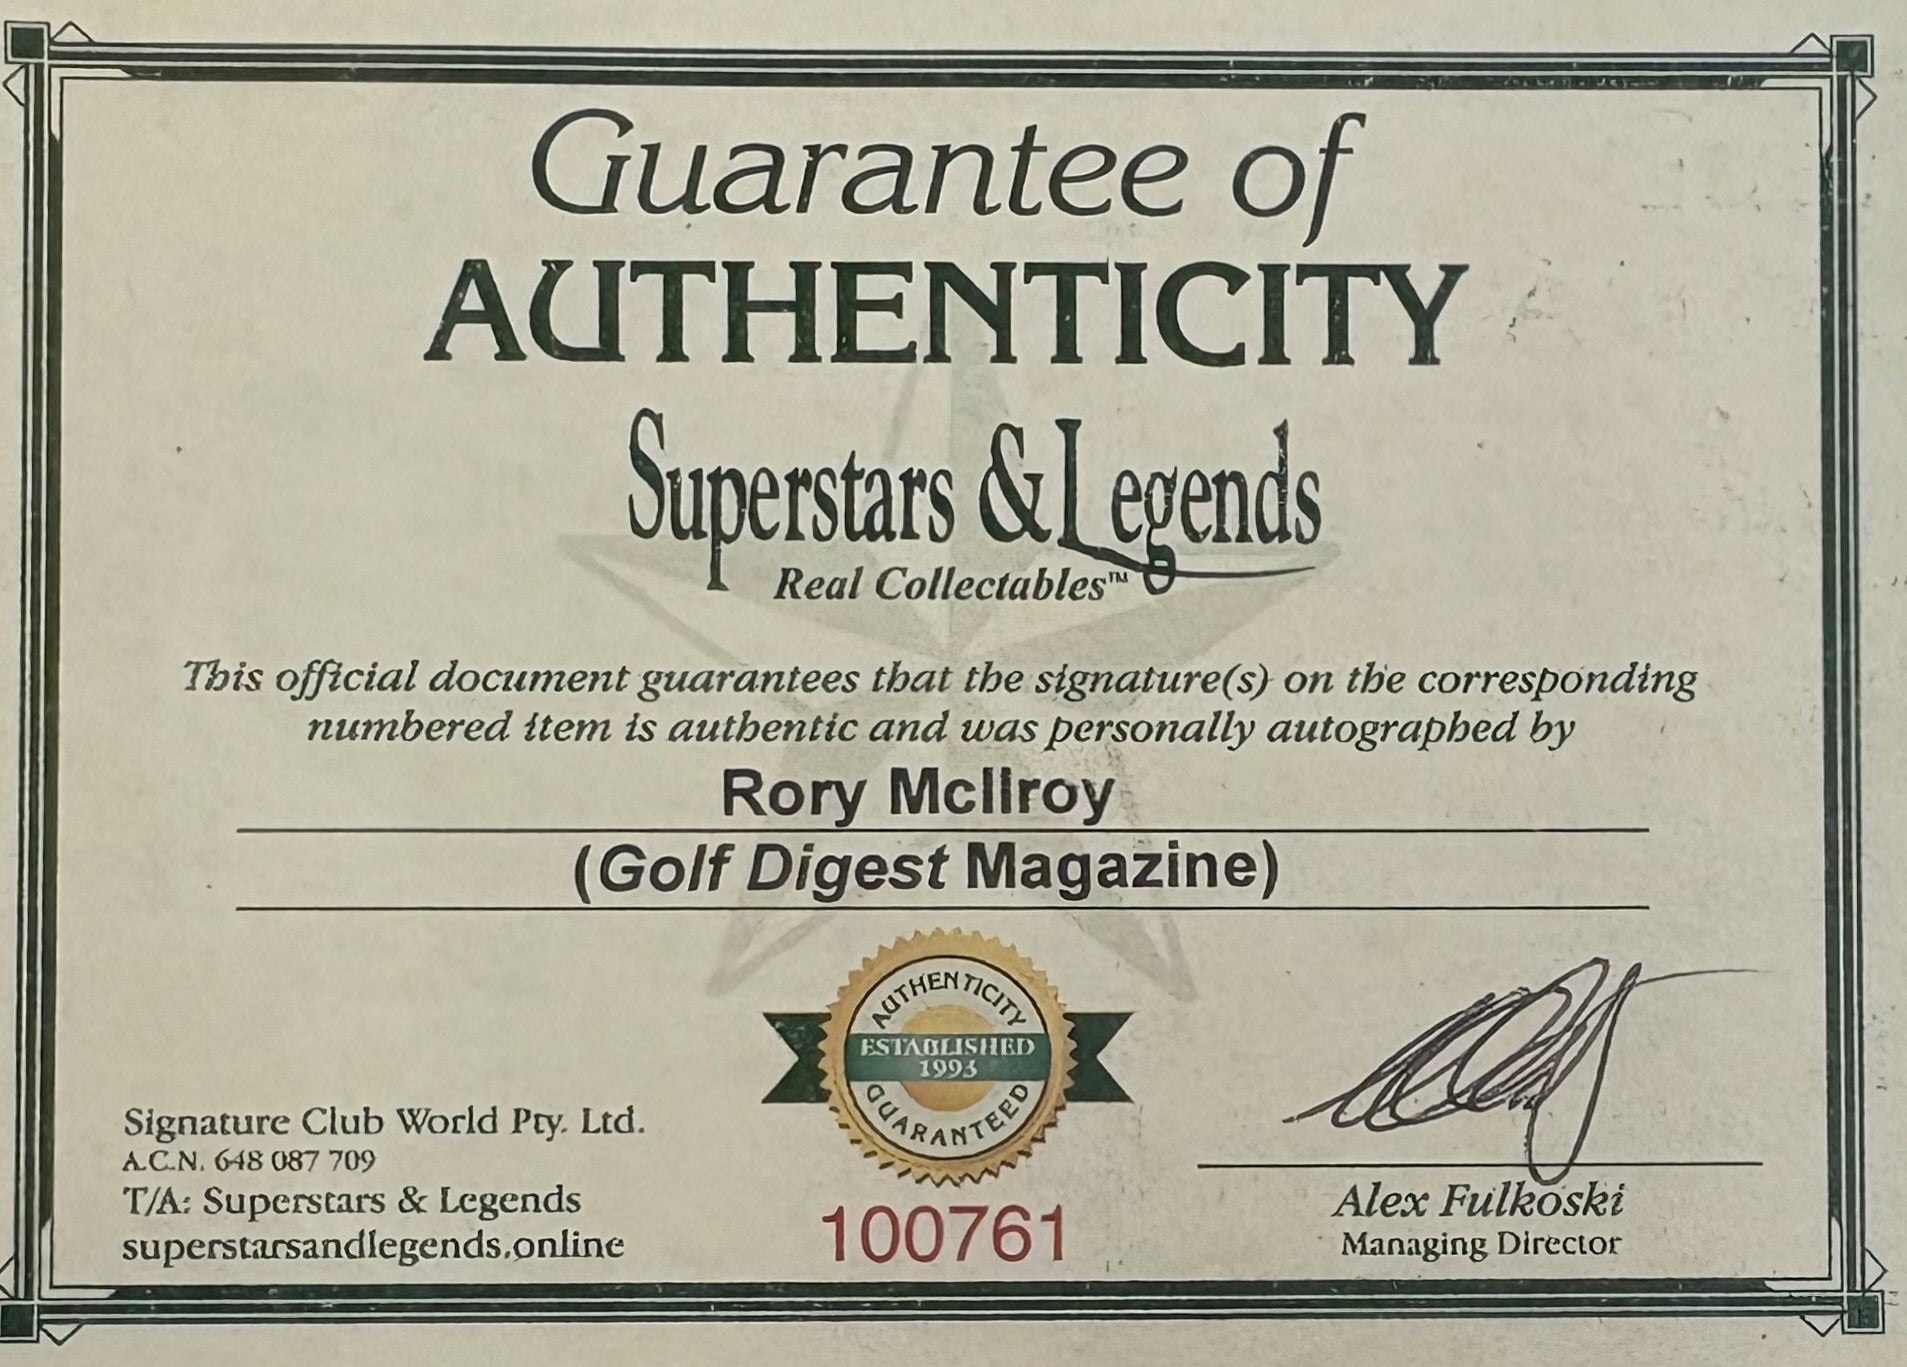 Guarantee of
AUTHENTICITY
Superstars & Legends
Real Collectables™
This official document guarantees that the signature(s) on the corresponding
numbered item is authentic and was personally autographed by
Rory McIlroy
(Golf Digest Magazine)
AUTHENTICITY
ESTABLISHED
1993
GUARANTEED
Signature Club World Pty. Ltd.
A.C.N. 648 087 709
T/A: Superstars & Legends
superstarsandlegends.online
100761
Alex Fulkoski
Managing Director